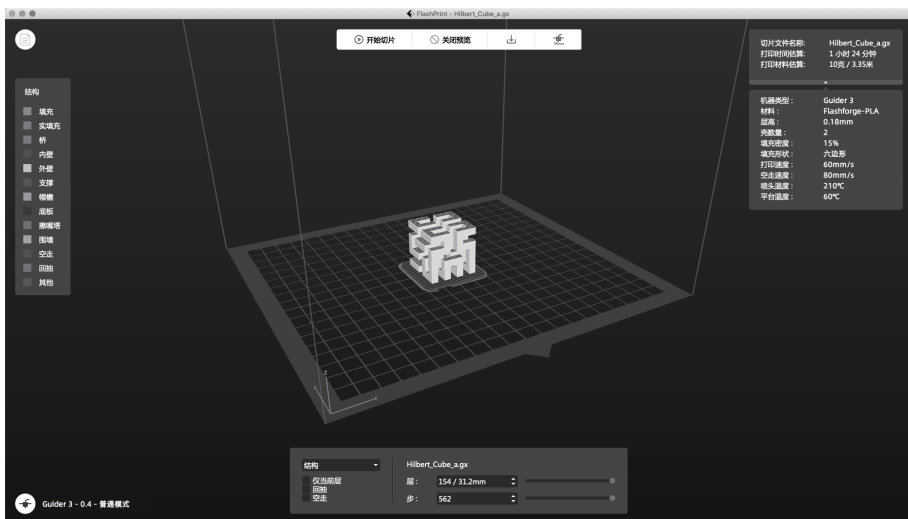 FlashPrint - Hilbert_Cube_a.gx
开始切片 关闭预览
切片文件名称: Hilbert_Cube_a.gx
打印时间估算: 1 小时 24 分钟
打印材料估算: 10克 / 3.35米
机器类型: Guider 3
材料: Flashforge-PLA
层高: 0.18mm
壳数量: 2
填充密度: 15%
填充形状: 六边形
打印速度: 60mm/s
空走速度: 80mm/s
喷头温度: 210℃
平台温度: 60℃
结构
填充
实填充
桥
内壁
外壁
支撑
帽檐
底板
擦嘴塔
围墙
空走
回抽
其他
Z
X
结构
仅当前层
回抽
空走
Hilbert_Cube_a.gx
层: 154 / 31.2mm
步: 562
Guider 3 - 0.4 - 普通模式